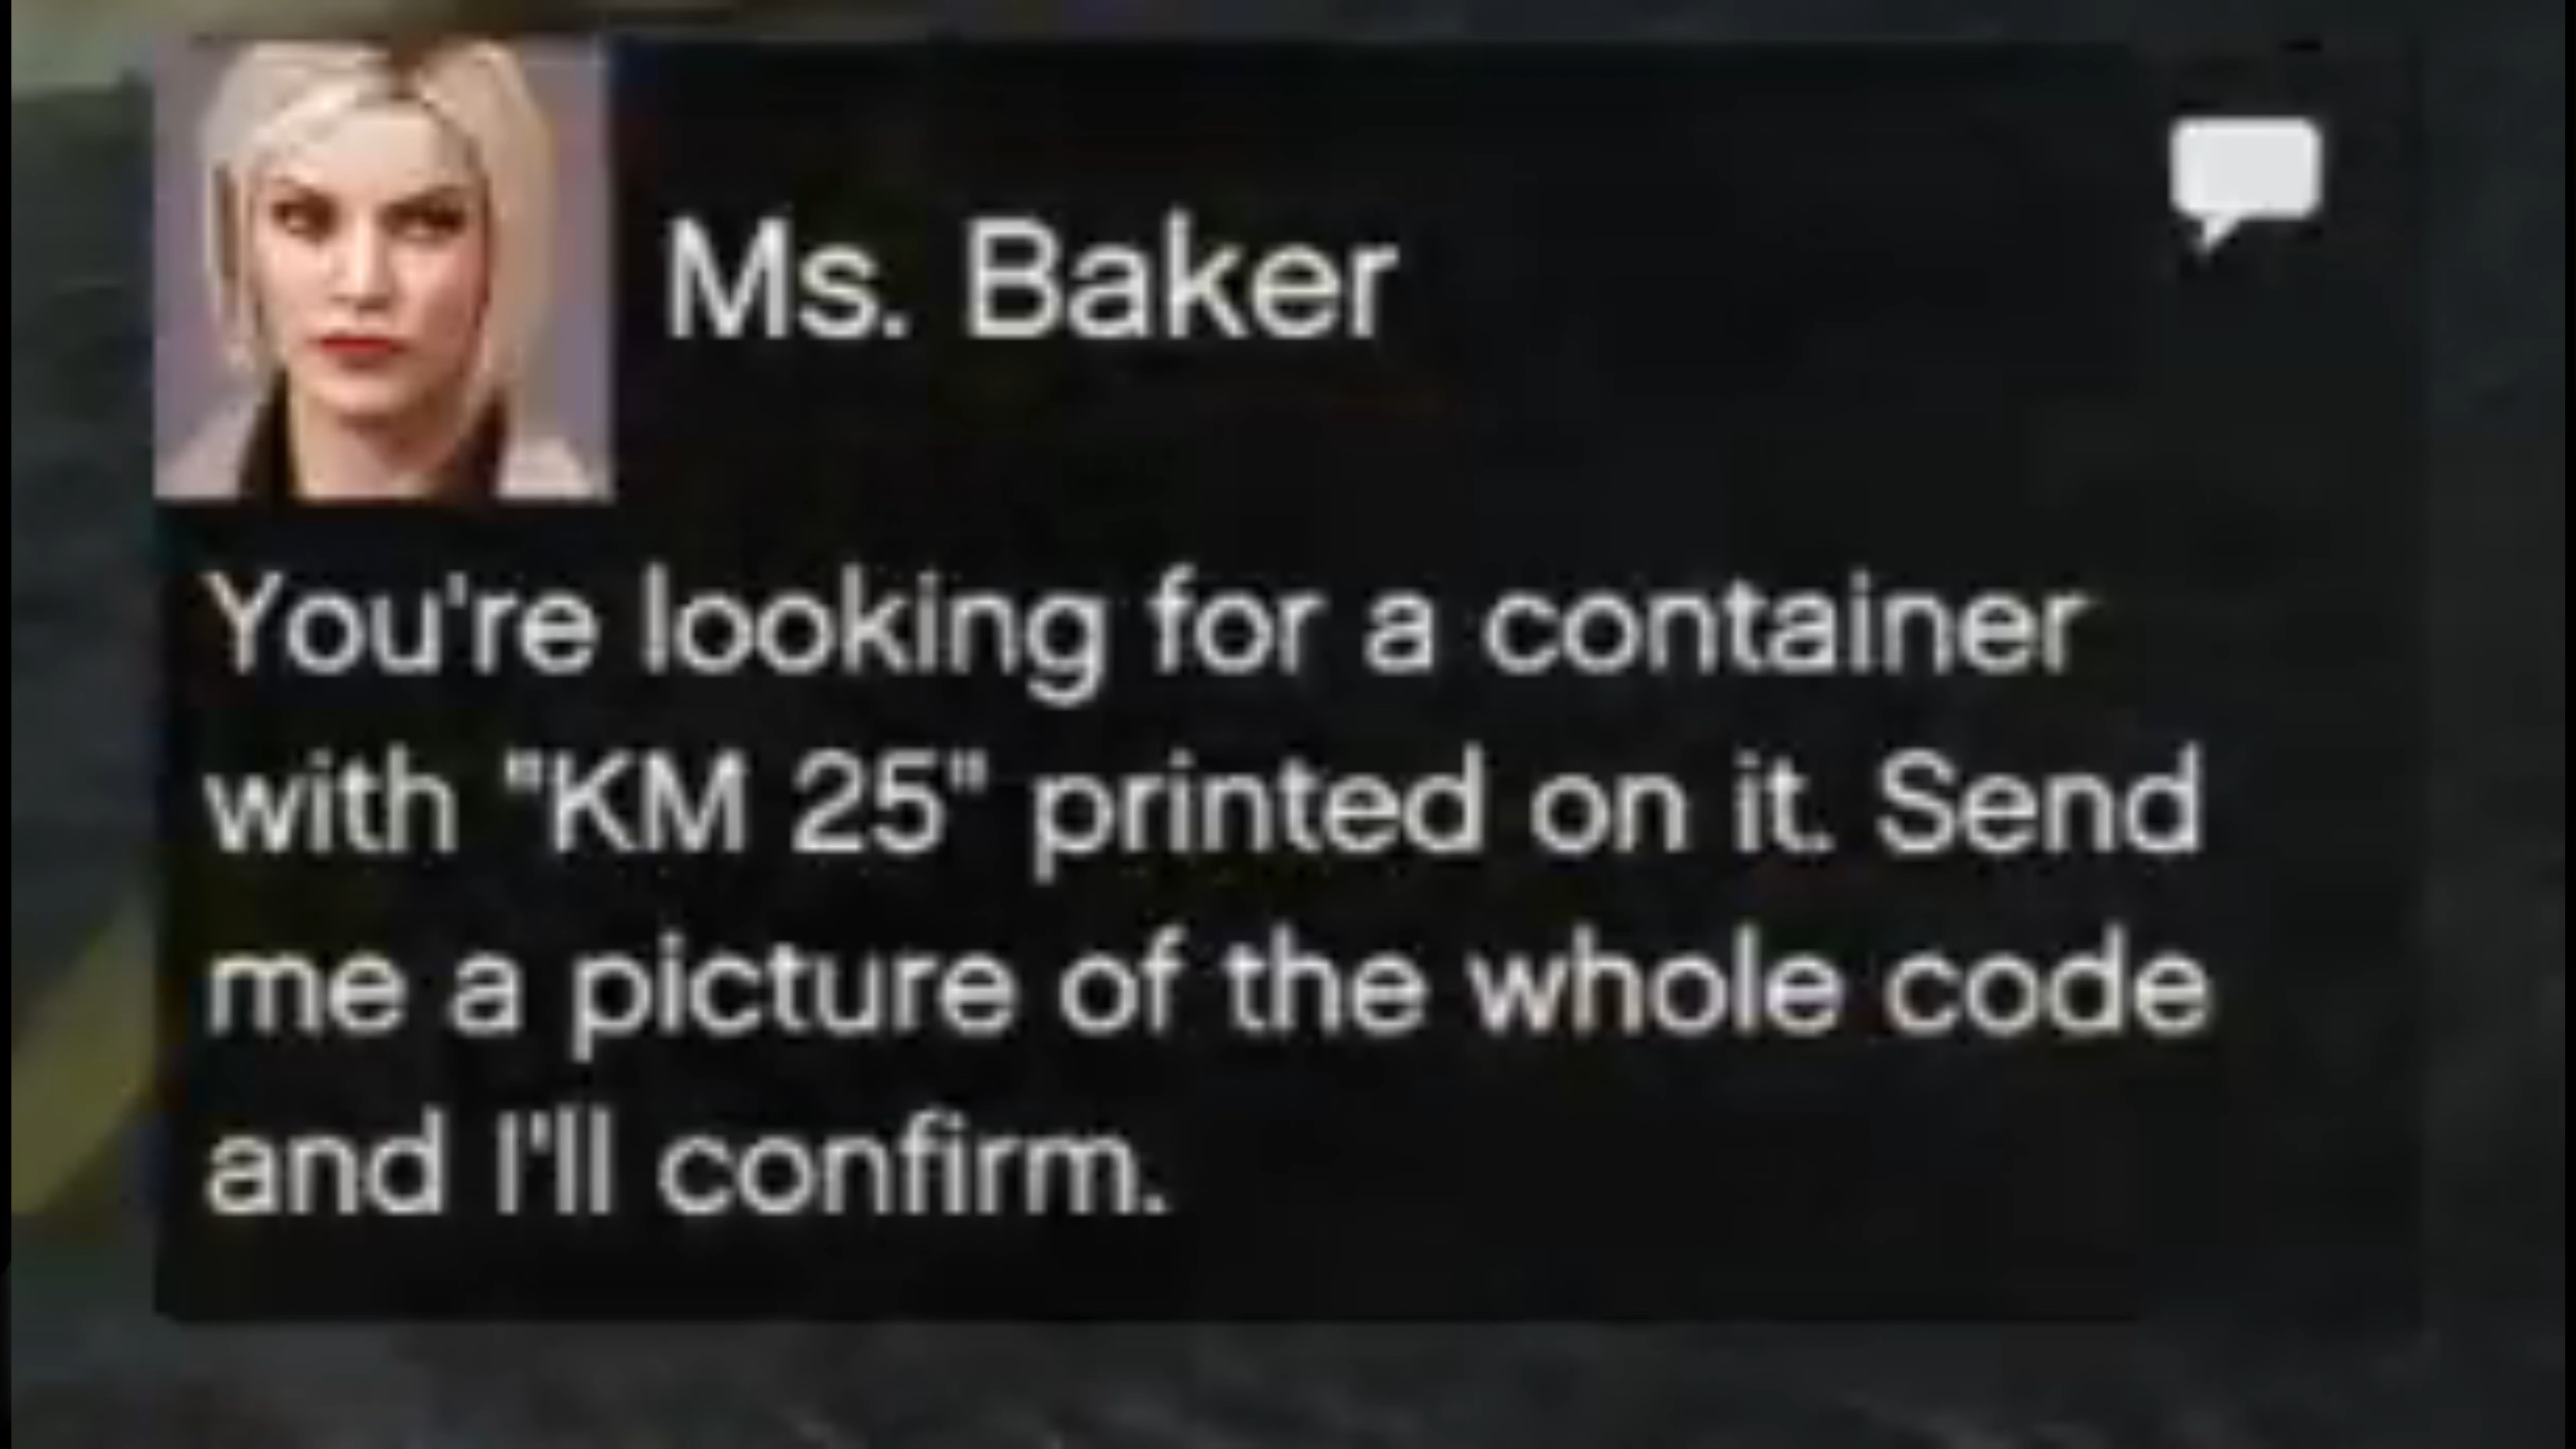 Ms. Baker
You're looking for a container
with "KM 25" printed on it. Send
me a picture of the whole code
and I'll confirm.